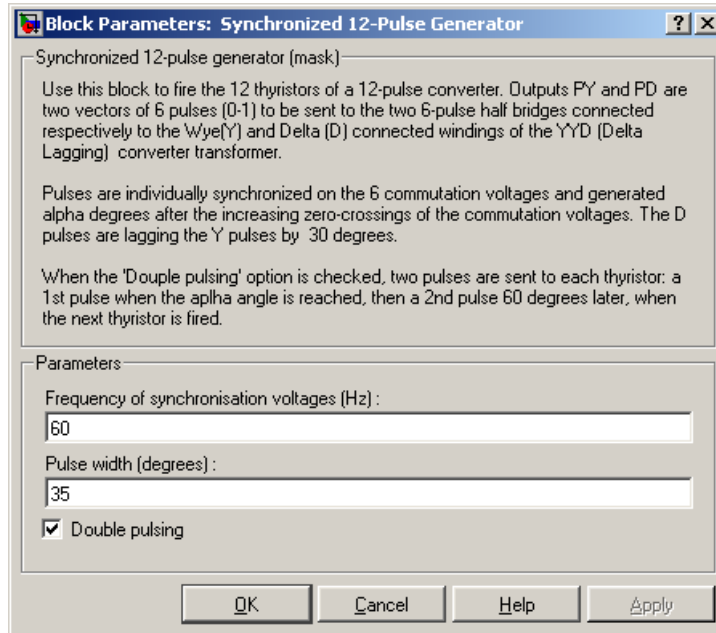 Block Parameters: Synchronized 12-Pulse Generator
Synchronized 12-pulse generator (mask)
Use this block to fire the 12 thyristors of a 12-pulse converter. Outputs PY and PD are
two vectors of 6 pulses (0-1) to be sent to the two 6-pulse half bridges connected
respectively to the Wye(Y) and Delta (D) connected windings of the YYD (Delta
Lagging) converter transformer.
Pulses are individually synchronized on the 6 commutation voltages and generated
alpha degrees after the increasing zero-crossings of the commutation voltages. The D
pulses are lagging the Y pulses by 30 degrees.
When the 'Douple pulsing' option is checked, two pulses are sent to each thyristor: a
1st pulse when the aplha angle is reached, then a 2nd pulse 60 degrees later, when
the next thyristor is fired.
Parameters
Frequency of synchronisation voltages (Hz) :
60
Pulse width (degrees) :
35
Double pulsing
OK Cancel Help Apply